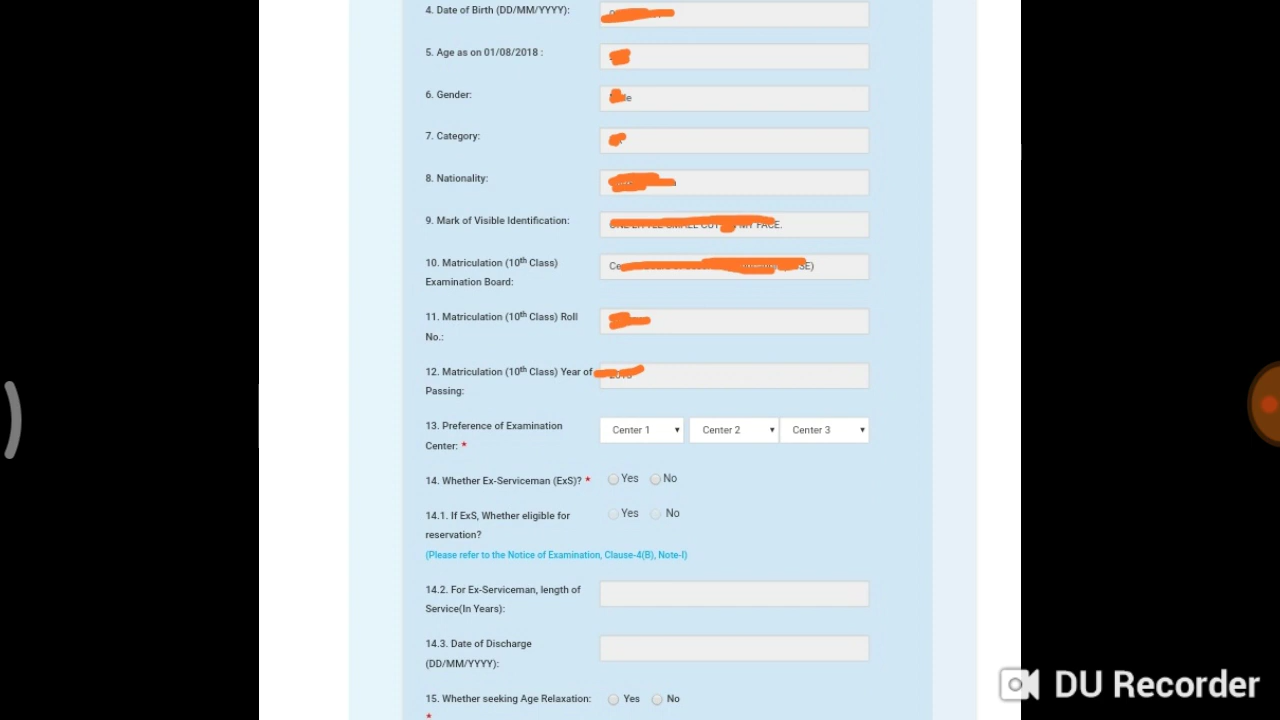 4. Date of Birth (DD/MM/YYYY):
5. Age as on 01/08/2018 :
6. Gender:
le
7. Category:
8. Nationality:
9. Mark of Visible Identification:
MY FACE.
10. Matriculation (10th Class)
Examination Board:
Ce SE)
11. Matriculation (10th Class) Roll
No.:
12. Matriculation (10th Class) Year of
Passing:
13. Preference of Examination
Center: *
Center 1 Center 2 Center 3
14. Whether Ex-Serviceman (ExS)? * Yes No
14.1. If ExS, Whether eligible for
reservation?
Yes No
(Please refer to the Notice of Examination, Clause-4(B), Note-I)
14.2. For Ex-Serviceman, length of
Service(In Years):
14.3. Date of Discharge
(DD/MM/YYYY):
15. Whether seeking Age Relaxation: Yes No
*
DU Recorder